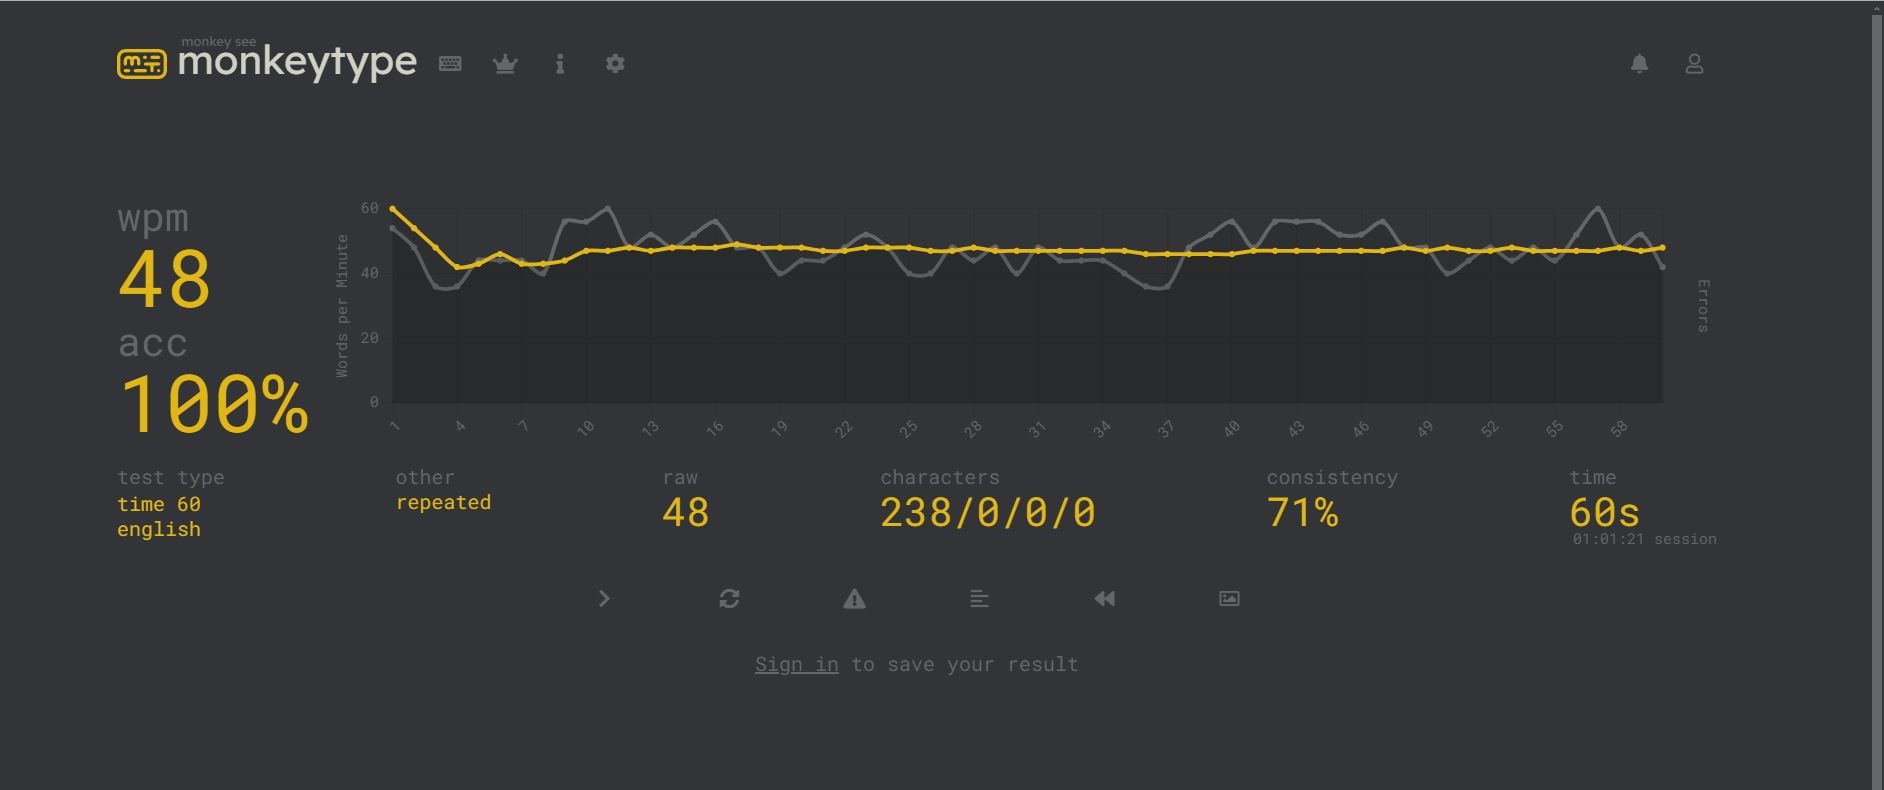 monkey see
monkeytype
wpm
48
acc
100%
Words per Minute
60
40
20
0
1 4 7 10 13 16 19 22 25 28 31 34 37 40 43 46 49 52 55 58
Errors
test type
time 60
english
other
repeated
raw
48
characters
238/0/0/0
consistency
71%
time
60s
01:01:21 session
Sign in to save your result